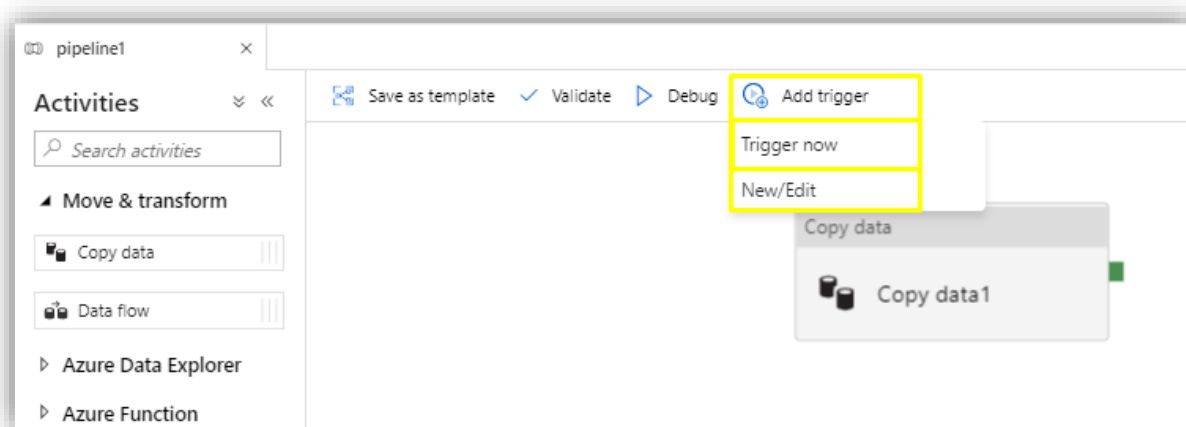 pipeline1
Activities
Search activities
Move & transform
Copy data
Data flow
Azure Data Explorer
Azure Function
Save as template
Validate
Debug
Add trigger
Trigger now
New/Edit
Copy data
Copy data1